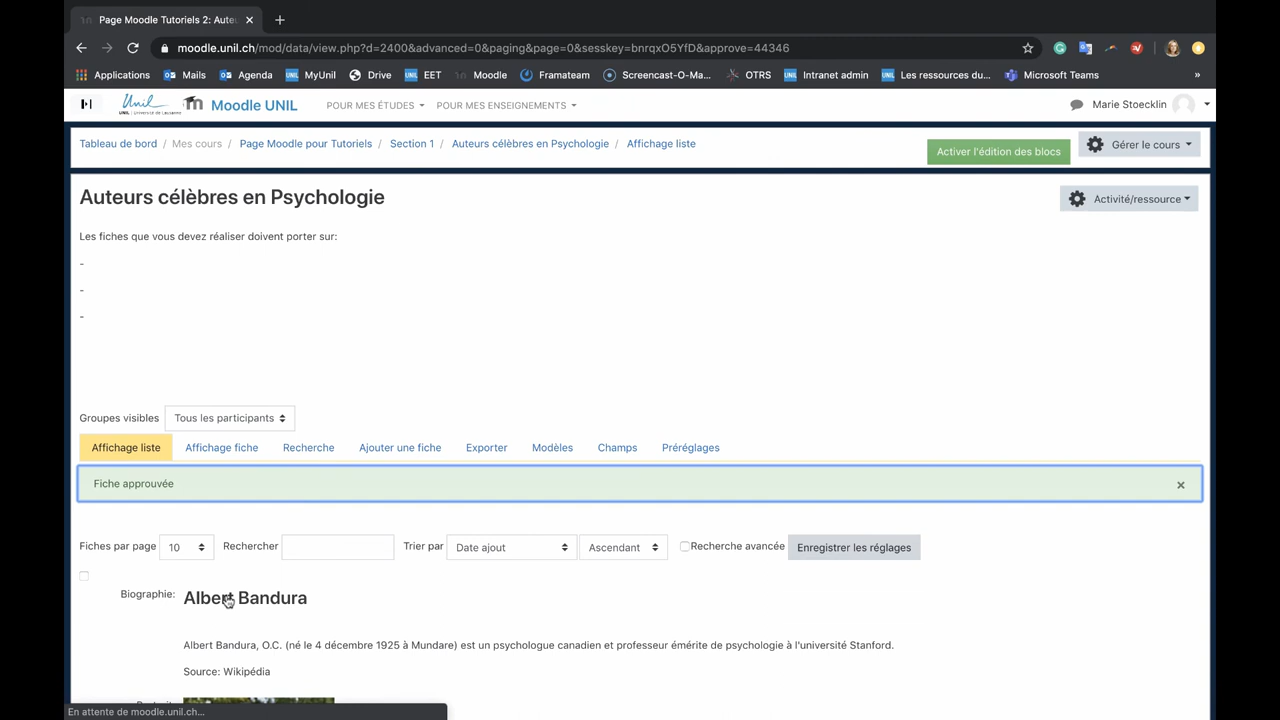 Page Moodle Tutoriels 2: Auteu
moodle.unil.ch/mod/data/view.php?d=2400&advanced=0&paging&page=0&sesskey=bnrqxO5YfD&approve=44346
Applications Mails Agenda MyUnil Drive EET Moodle Framateam Screencast-O-Ma... OTRS Intranet admin Les ressources du... Microsoft Teams »
Unil
UNIL | Université de Lausanne
Moodle UNIL POUR MES ÉTUDES POUR MES ENSEIGNEMENTS Marie Stoecklin
Tableau de bord / Mes cours / Page Moodle pour Tutoriels / Section 1 / Auteurs célèbres en Psychologie / Affichage liste
Activer l'édition des blocs Gérer le cours
Auteurs célèbres en Psychologie
Activité/ressource
Les fiches que vous devez réaliser doivent porter sur:
-
-
-
Groupes visibles Tous les participants
Affichage liste Affichage fiche Recherche Ajouter une fiche Exporter Modèles Champs Préréglages
Fiche approuvée ×
Fiches par page 10 Rechercher Trier par Date ajout Ascendant Recherche avancée Enregistrer les réglages
Biographie: Albert Bandura
Albert Bandura, O.C. (né le 4 décembre 1925 à Mundare) est un psychologue canadien et professeur émérite de psychologie à l'université Stanford.
Source: Wikipédia
En attente de moodle.unil.ch...